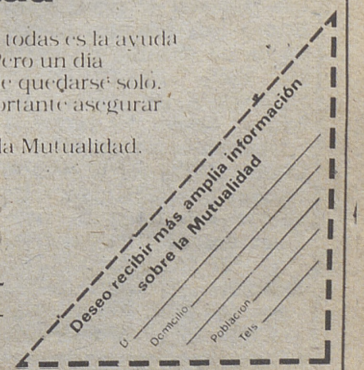 todas es la ayuda
Pero un día
e quedarse solo.
ortante asegurar
la Mutualidad.
Deseo recibir más amplia información
sobre la Mutualidad
D
Domicilio
Población
Tels